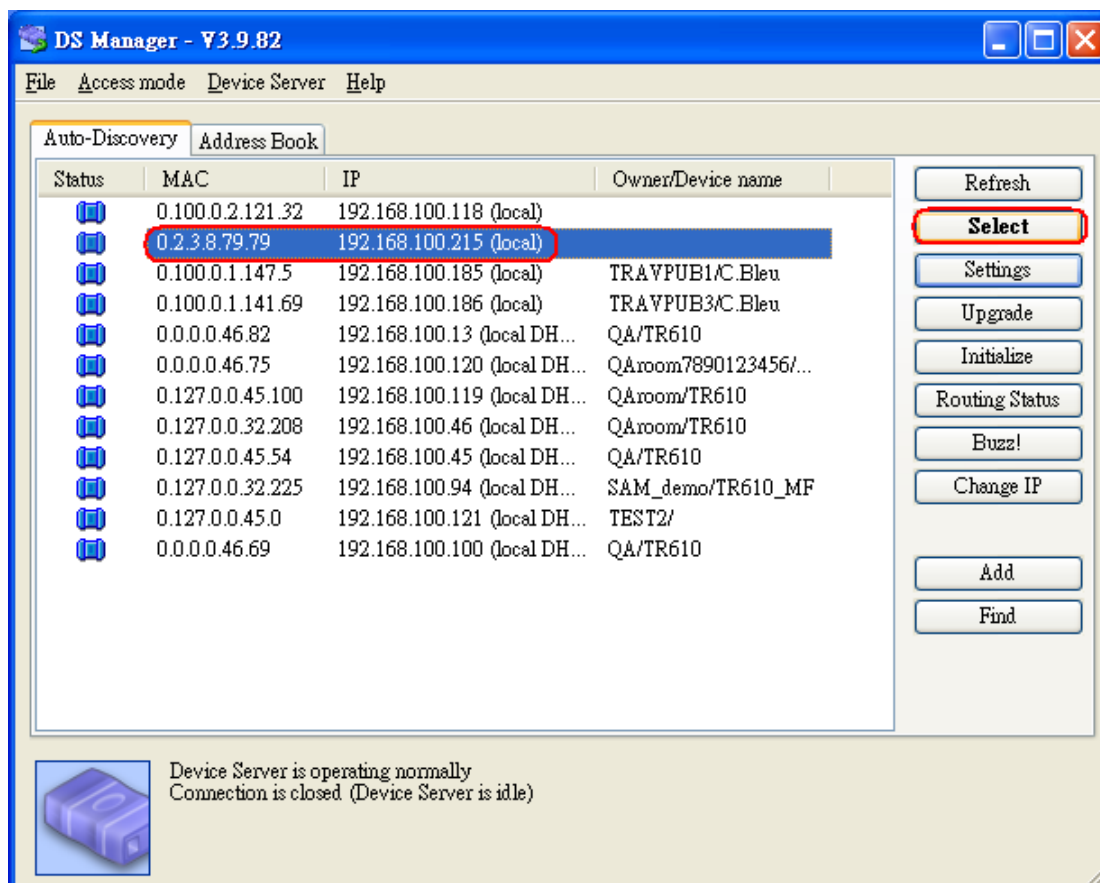 DS Manager - V3.9.82
File Access mode Device Server Help
Auto-Discovery Address Book
Status MAC IP Owner/Device name
0.100.0.2.121.32 192.168.100.118 (local)
0.2.3.8.79.79 192.168.100.215 (local)
0.100.0.1.147.5 192.168.100.185 (local) TRAVPUB1/C.Bleu
0.100.0.1.141.69 192.168.100.186 (local) TRAVPUB3/C.Bleu
0.0.0.0.46.82 192.168.100.13 (local DH... QA/TR610
0.0.0.0.46.75 192.168.100.120 (local DH... QAroom7890123456/...
0.127.0.0.45.100 192.168.100.119 (local DH... QAroom/TR610
0.127.0.0.32.208 192.168.100.46 (local DH... QAroom/TR610
0.127.0.0.45.54 192.168.100.45 (local DH... QA/TR610
0.127.0.0.32.225 192.168.100.94 (local DH... SAM_demo/TR610_MF
0.127.0.0.45.0 192.168.100.121 (local DH... TEST2/
0.0.0.0.46.69 192.168.100.100 (local DH... QA/TR610
Refresh
Select
Settings
Upgrade
Initialize
Routing Status
Buzz!
Change IP
Add
Find
Device Server is operating normally
Connection is closed (Device Server is idle)